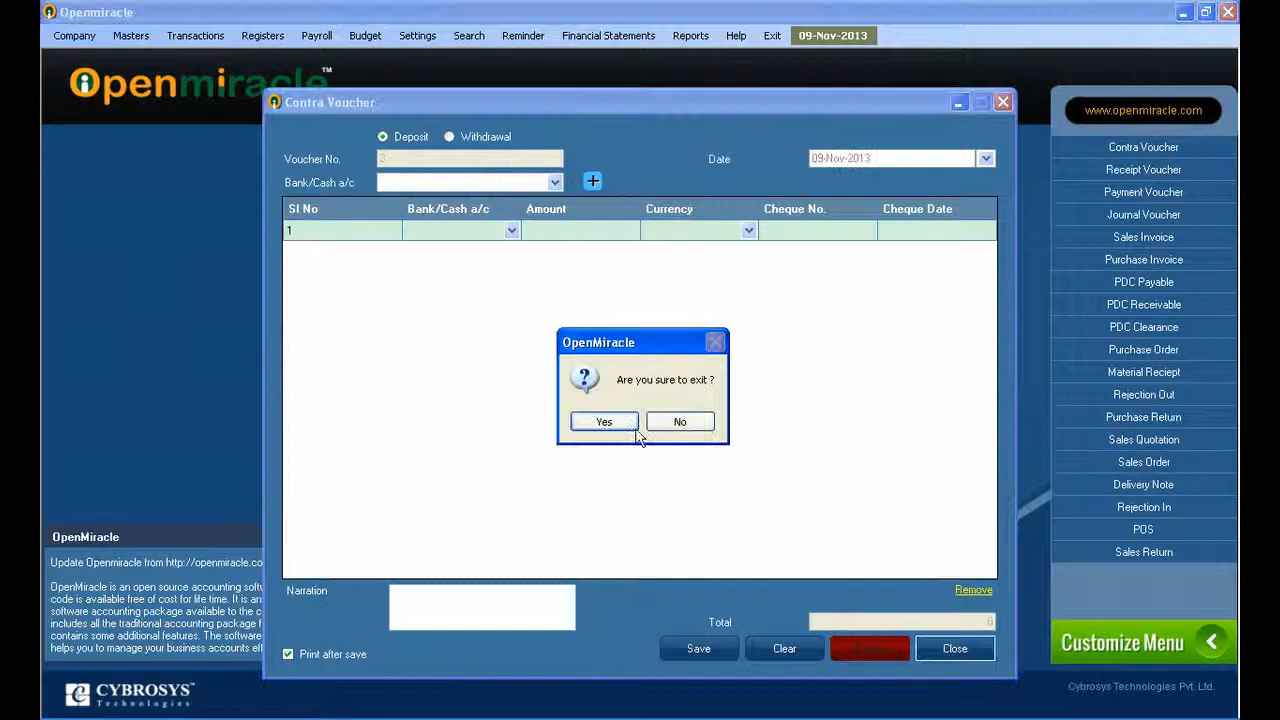 Openmiracle
Company Masters Transactions Registers Payroll Budget Settings Search Reminder Financial Statements Reports Help Exit 09-Nov-2013
Openmiracle™
Contra Voucher
Deposit Withdrawal
Voucher No. 3 Date 09-Nov-2013
Bank/Cash a/c
Sl No Bank/Cash a/c Amount Currency Cheque No. Cheque Date
1
OpenMiracle
Are you sure to exit ?
Yes No
Narration
Remove
Total 0
Print after save
Save Clear Close
www.openmiracle.com
Contra Voucher
Receipt Voucher
Payment Voucher
Journal Voucher
Sales Invoice
Purchase Invoice
PDC Payable
PDC Receivable
PDC Clearance
Purchase Order
Material Reciept
Rejection Out
Purchase Return
Sales Quotation
Sales Order
Delivery Note
Rejection In
POS
Sales Return
Customize Menu
OpenMiracle
Update Openmiracle from http://openmiracle.co
OpenMiracle is an open source accounting softw
code is available free of cost for life time. It is an
software accounting package available to the c
includes all the traditional accounting package f
contains some additional features. The software
helps you to manage your business accounts eff
CYBROSYS™
Technologies
Cybrosys Technologies Pvt. Ltd.